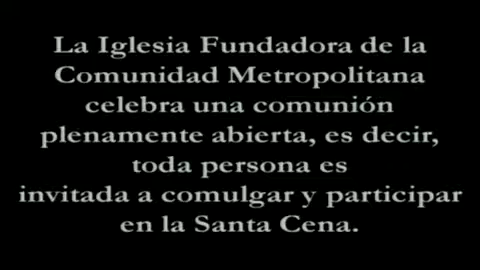 La Iglesia Fundadora de la
Comunidad Metropolitana
celebra una comunión
plenamente abierta, es decir,
toda persona es
invitada a comulgar y participar
en la Santa Cena.